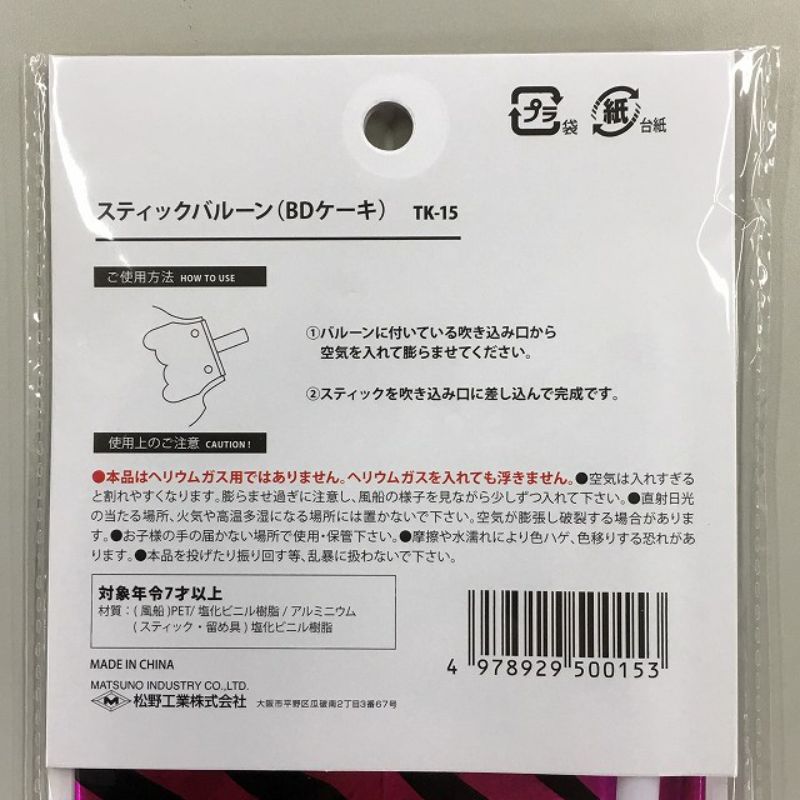 プラ
袋
紙
台紙
スティックバルーン（BDケーキ） TK-15
ご使用方法 HOW TO USE
①バルーンに付いている吹き込み口から
空気を入れて膨らませてください。
②スティックを吹き込み口に差し込んで完成です。
使用上のご注意 CAUTION !
●本品はヘリウムガス用ではありません。ヘリウムガスを入れても浮きません。●空気は入れすぎる
と割れやすくなります。膨らませ過ぎに注意し、風船の様子を見ながら少しずつ入れて下さい。●直射日光
の当たる場所、火気や高温多湿になる場所には置かないで下さい。空気が膨張し破裂する場合がありま
す。●お子様の手の届かない場所で使用・保管下さい。●摩擦や水濡れにより色ハゲ、色移りする恐れがあ
ります。●本品を投げたり振り回す等、乱暴に扱わないで下さい。
対象年令7才以上
材質：( 風船 )PET/ 塩化ビニル樹脂 / アルミニウム
( スティック・留め具 ) 塩化ビニル樹脂
MADE IN CHINA
MATSUNO INDUSTRY CO.,LTD.
M 松野工業株式会社 大阪市平野区瓜破南2丁目3番67号
4 978929 500153